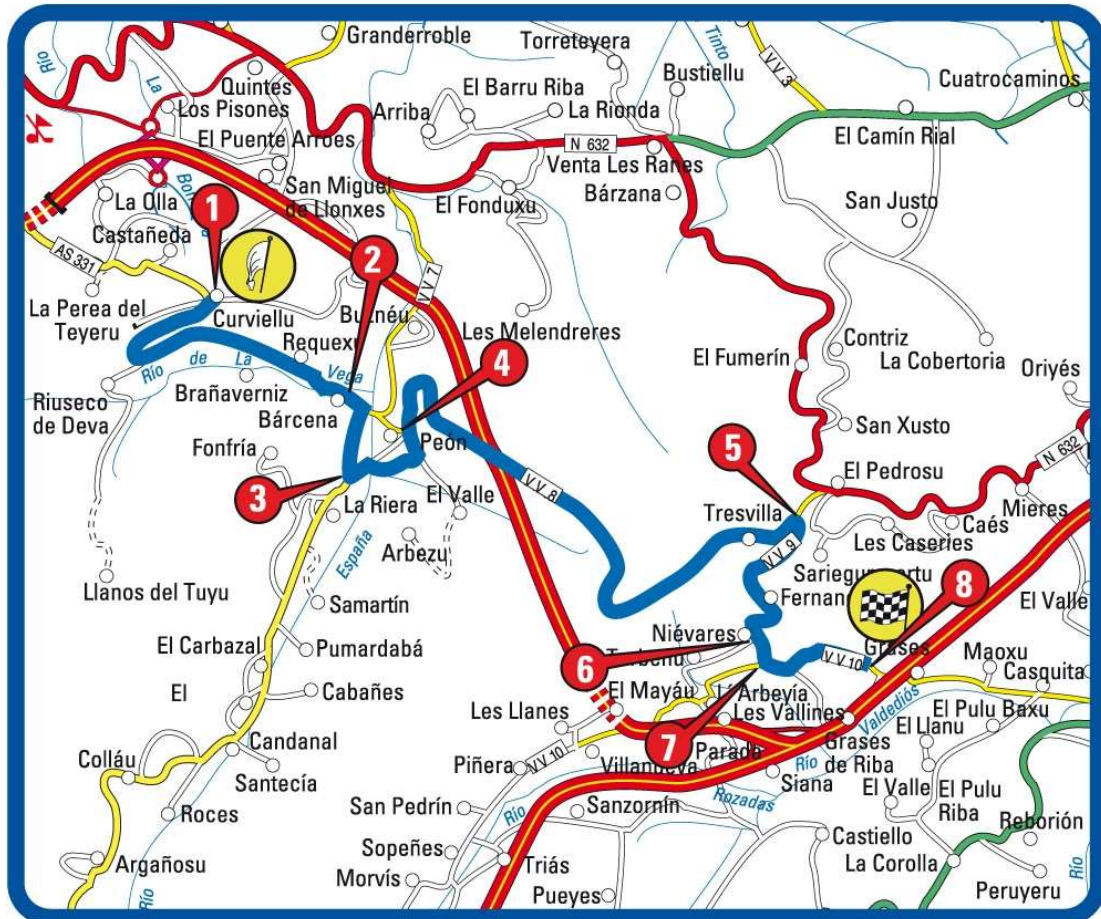 Granderroble
Torreteyera
Tinto
VV 3
Río
La
Quintes
Los Pisones
El Barru Riba
Bustiellu
Cuatrocaminos
Arriba
La Rionda
El Puente Arroes
N 632
El Camín Rial
Venta Les Ranes
San Miguel
de Llonxes
Bárzana
La Olla
1
El Fonduxu
San Justo
Castañeda
AS 331
2
VV 7
La Perea del
Teyeru
Curviellu
Buznéu
Les Melendreres
Contriz
Requexu
4
El Fumerín
La Cobertoria
Río de La Vega
Oriyés
Riuseco
de Deva
Brañaverniz
Bárcena
Peón
San Xusto
Fonfría
5
N 632
VV 8
El Pedrosu
3
La Riera
El Valle
Tresvilla
Mieres
Caés
Arbezu
VV 9
Les Caseries
España
Llanos del Tuyu
Samartín
8
El Valle
El Carbazal
Pumardabá
Niévares
VV 10
Grases
Maoxu
6
Casquita
El
Cabañes
El Mayáu
L'Arbeyía
Les Llanes
Les Vallines
Valdediós
El Pulu Baxu
El Llanu
Candanal
7
Colláu
Santecía
Piñera
VV 10
Parada
Grases
de Riba
Río
Siana
Roces
San Pedrín
Río
Sanzornín
Rozadas
El Valle
El Pulu
Riba
Reborión
Sopeñes
Castiello
Argañosu
Triás
La Corolla
Morvís
Pueyes
Peruyeru
Río
Río